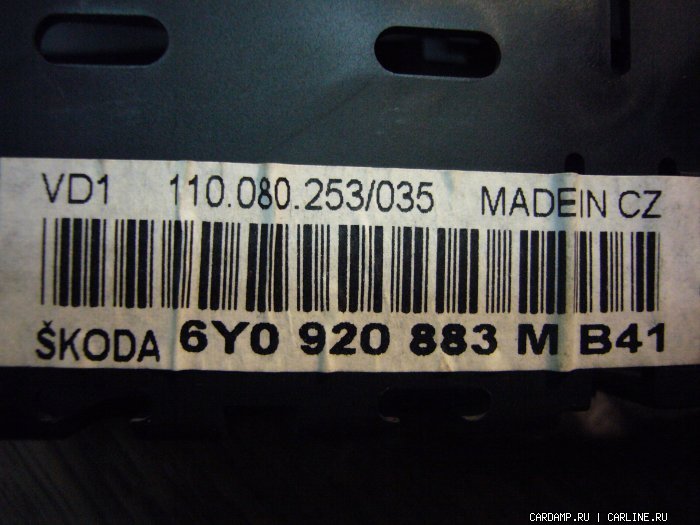 VD1 110.080.253/035 MADEIN CZ
ŠKODA 6Y0 920 883 M B41
CARDAMP.RU | CARLINE.RU